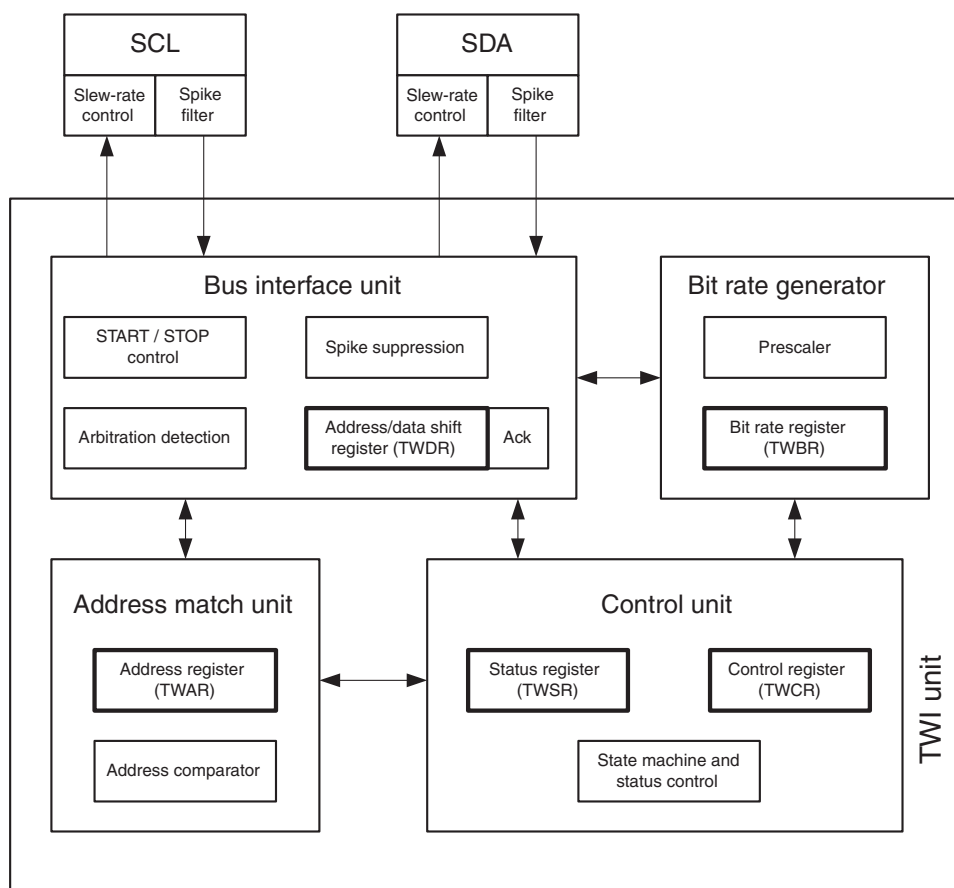 SCL
SDA
Slew-rate
control
Spike
filter
Slew-rate
control
Spike
filter
Bus interface unit
Bit rate generator
START / STOP
control
Spike suppression
Prescaler
Arbitration detection
Address/data shift
register (TWDR)
Ack
Bit rate register
(TWBR)
Address match unit
Control unit
Address register
(TWAR)
Status register
(TWSR)
Control register
(TWCR)
Address comparator
State machine and
status control
TWI unit